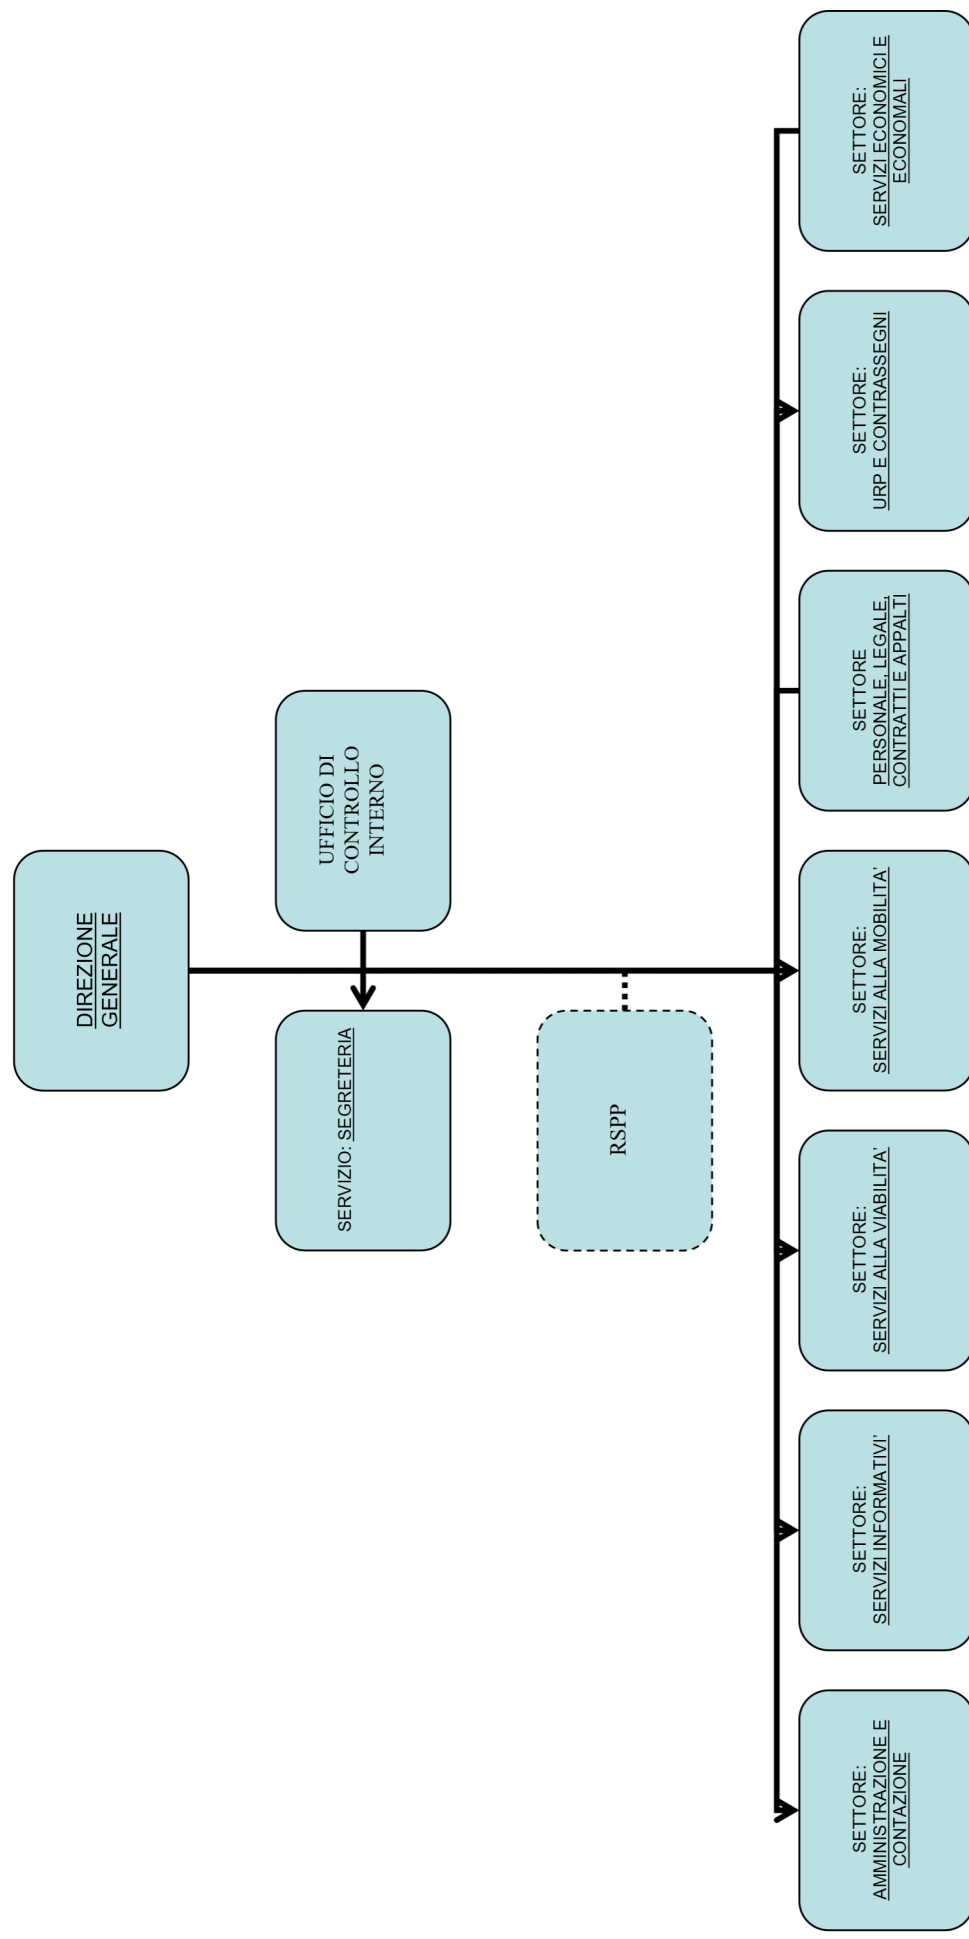 DIREZIONE
GENERALE
SERVIZIO: SEGRETERIA
UFFICIO DI
CONTROLLO
INTERNO
RSPP
SETTORE:
AMMINISTRAZIONE E
CONTAZIONE
SETTORE:
SERVIZI INFORMATIVI’
SETTORE:
SERVIZI ALLA VIABILITA’
SETTORE:
SERVIZI ALLA MOBILITA’
SETTORE
PERSONALE, LEGALE,
CONTRATTI E APPALTI
SETTORE:
URP E CONTRASSEGNI
SETTORE:
SERVIZI ECONOMICI E
ECONOMALI